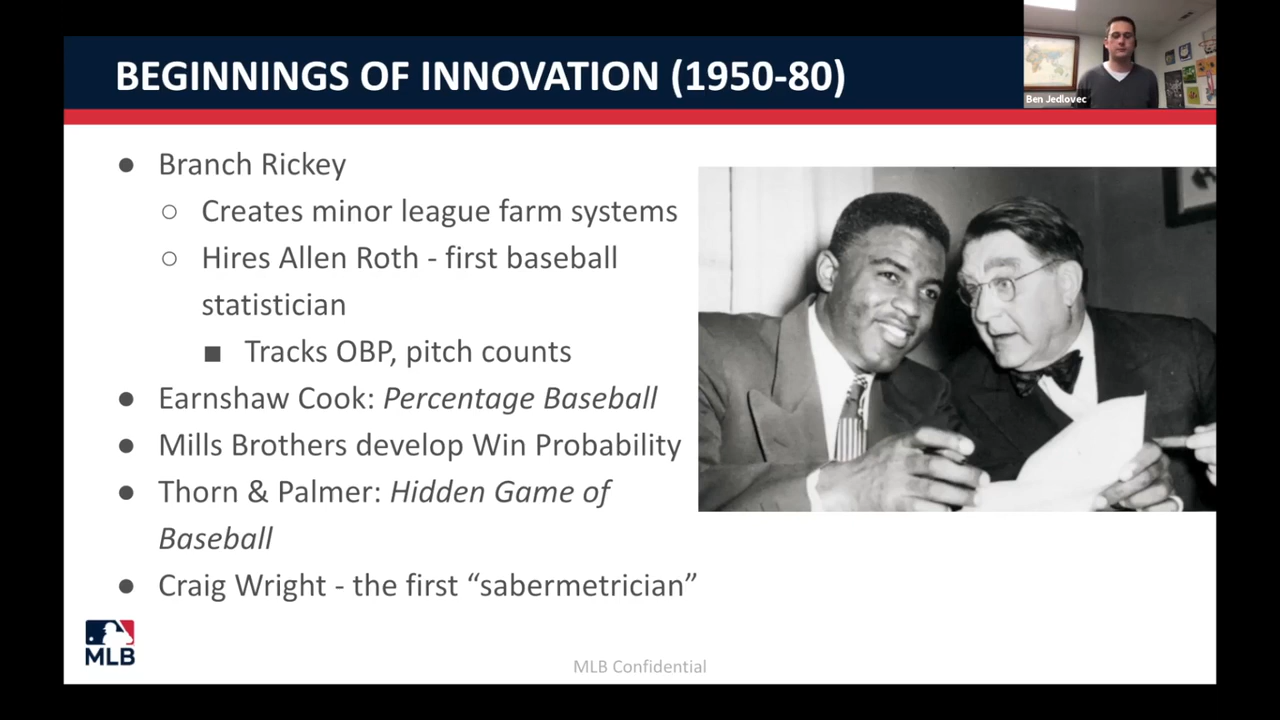 BEGINNINGS OF INNOVATION (1950-80)
Ben Jedlovec
● Branch Rickey
○ Creates minor league farm systems
○ Hires Allen Roth - first baseball
statistician
■ Tracks OBP, pitch counts
● Earnshaw Cook: Percentage Baseball
● Mills Brothers develop Win Probability
● Thorn & Palmer: Hidden Game of
Baseball
● Craig Wright - the first “sabermetrician”
MLB
MLB Confidential